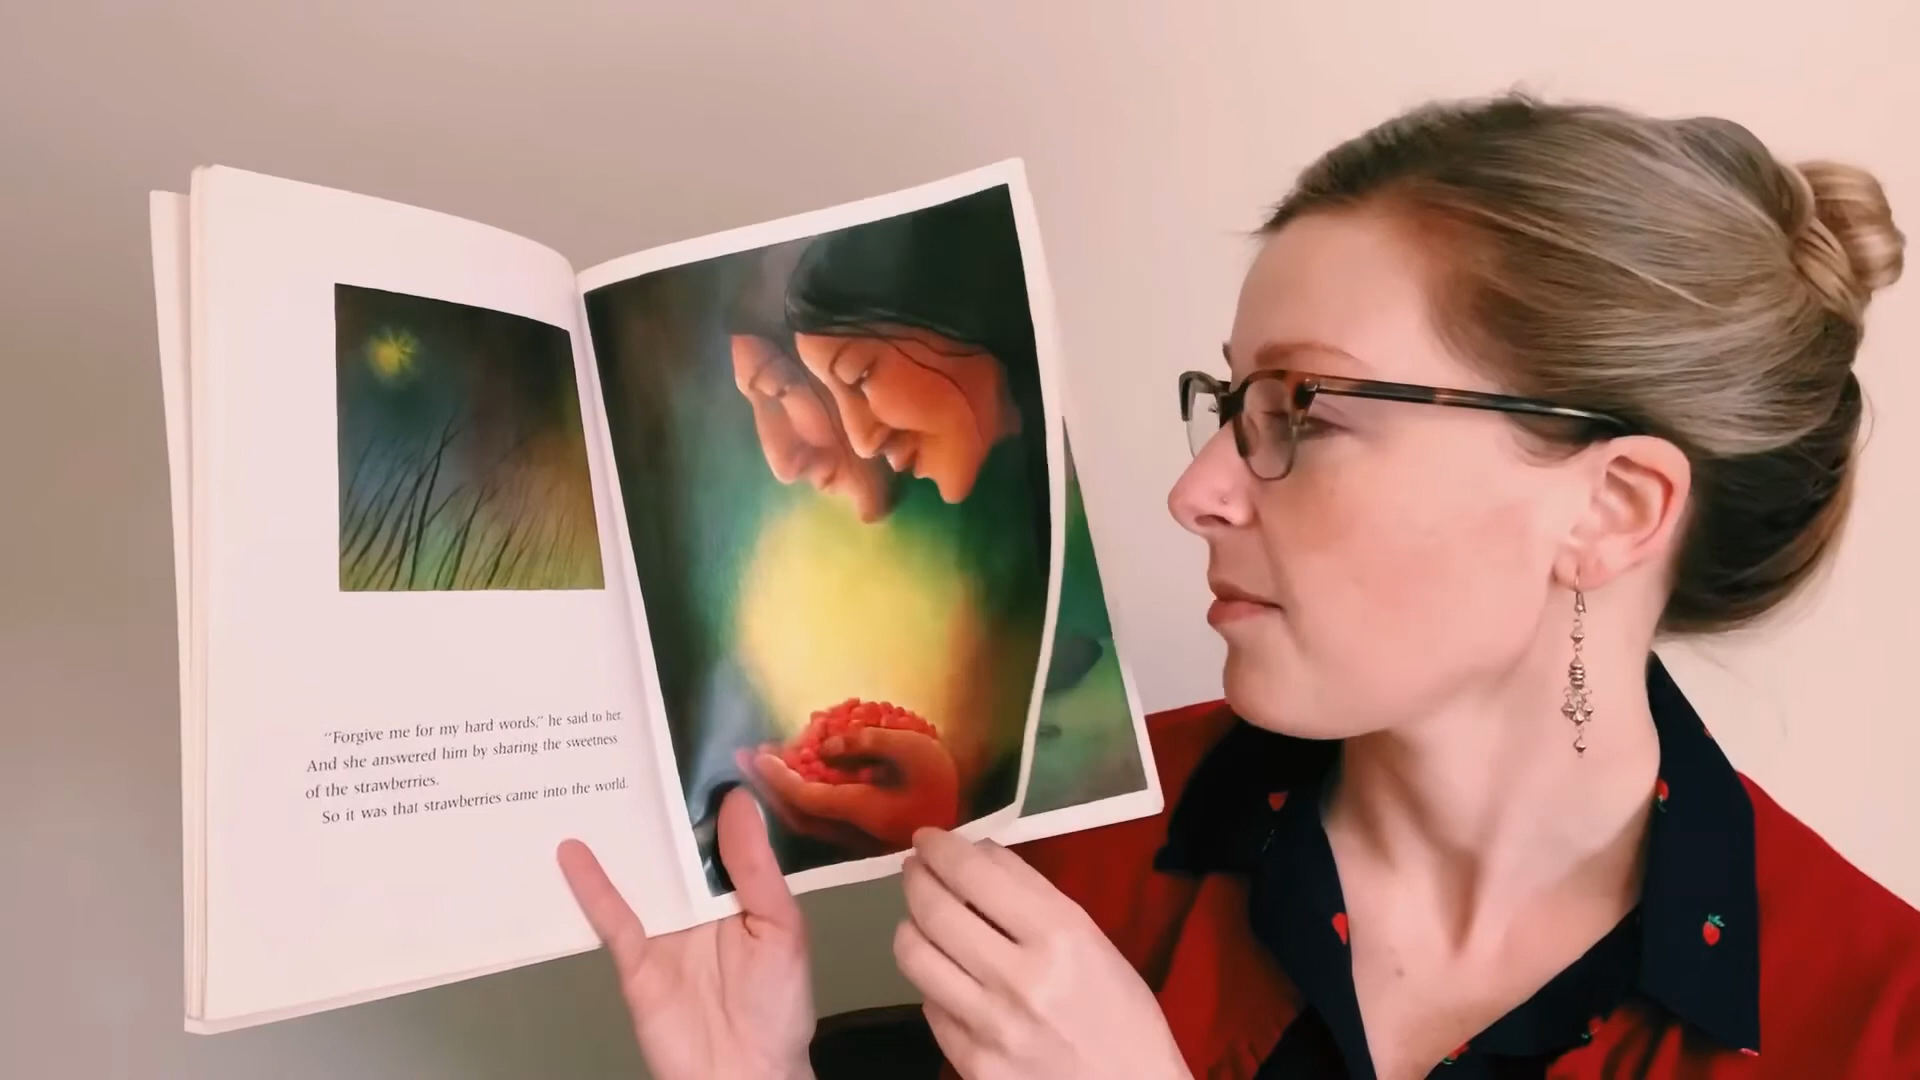 "Forgive me for my hard words," he said to her.
And she answered him by sharing the sweetness
of the strawberries.
So it was that strawberries came into the world.